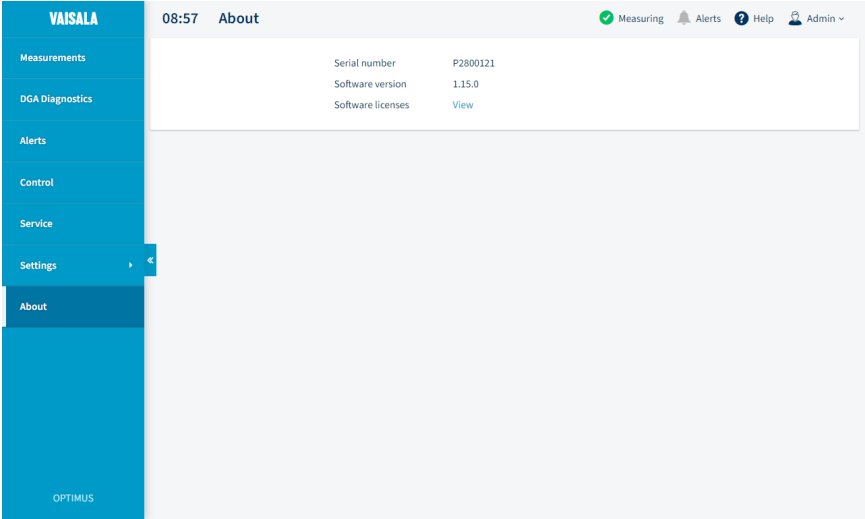 VAISALA
08:57 About
Measuring Alerts Help Admin
Measurements
DGA Diagnostics
Alerts
Control
Service
Settings
About
OPTIMUS
Serial number P2800121
Software version 1.15.0
Software licenses View